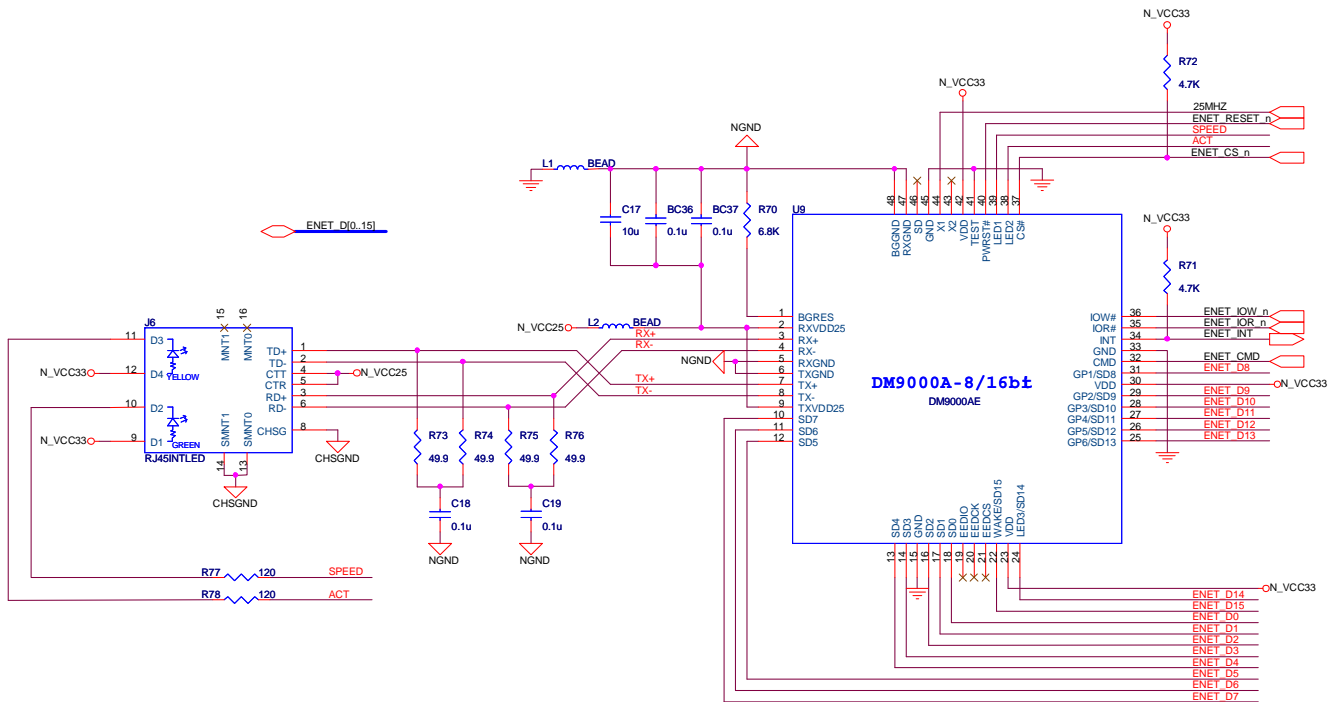 N_VCC33
R72
4.7K
N_VCC33
25MHZ
ENET_RESET_n
SPEED
ACT
ENET_CS_n
NGND
L1
BEAD
C17
10u
BC36
0.1u
BC37
0.1u
R70
6.8K
U9
48
47
46
45
44
43
42
41
40
39
38
37
BGGND
RXGND
SD
GND
X1
X2
VDD
TEST
PWRST#
LED1
LED2
CS#
ENET_D[0..15]
N_VCC33
R71
4.7K
N_VCC25
L2
BEAD
RX+
RX-
NGND
TX+
TX-
1
2
3
4
5
6
7
8
9
10
11
12
BGRES
RXVDD25
RX+
RX-
RXGND
TXGND
TX+
TX-
TXVDD25
SD7
SD6
SD5
DM9000A-8/16bit
DM9000AE
IOW#
IOR#
INT
GND
CMD
GP1/SD8
VDD
GP2/SD9
GP3/SD10
GP4/SD11
GP5/SD12
GP6/SD13
36
35
34
33
32
31
30
29
28
27
26
25
ENET_IOW_n
ENET_IOR_n
ENET_INT
ENET_CMD
ENET_D8
N_VCC33
ENET_D9
ENET_D10
ENET_D11
ENET_D12
ENET_D13
J6
15
16
MNT1
MNT0
11
12
10
9
N_VCC33
N_VCC33
D3
D4
D2
D1
YELLOW
GREEN
RJ45INTLED
SMNT1
SMNT0
14
13
CHSGND
TD+
TD-
CTT
CTR
RD+
RD-
CHSG
1
2
4
5
3
6
8
N_VCC25
CHSGND
R73
49.9
R74
49.9
R75
49.9
R76
49.9
C18
0.1u
NGND
C19
0.1u
NGND
R77
120
SPEED
R78
120
ACT
SD4
SD3
GND
SD2
SD1
SD0
EEDIO
EEDCK
EEDCS
WAKE/SD15
VDD
LED3/SD14
13
14
15
16
17
18
19
20
21
22
23
24
N_VCC33
ENET_D14
ENET_D15
ENET_D0
ENET_D1
ENET_D2
ENET_D3
ENET_D4
ENET_D5
ENET_D6
ENET_D7